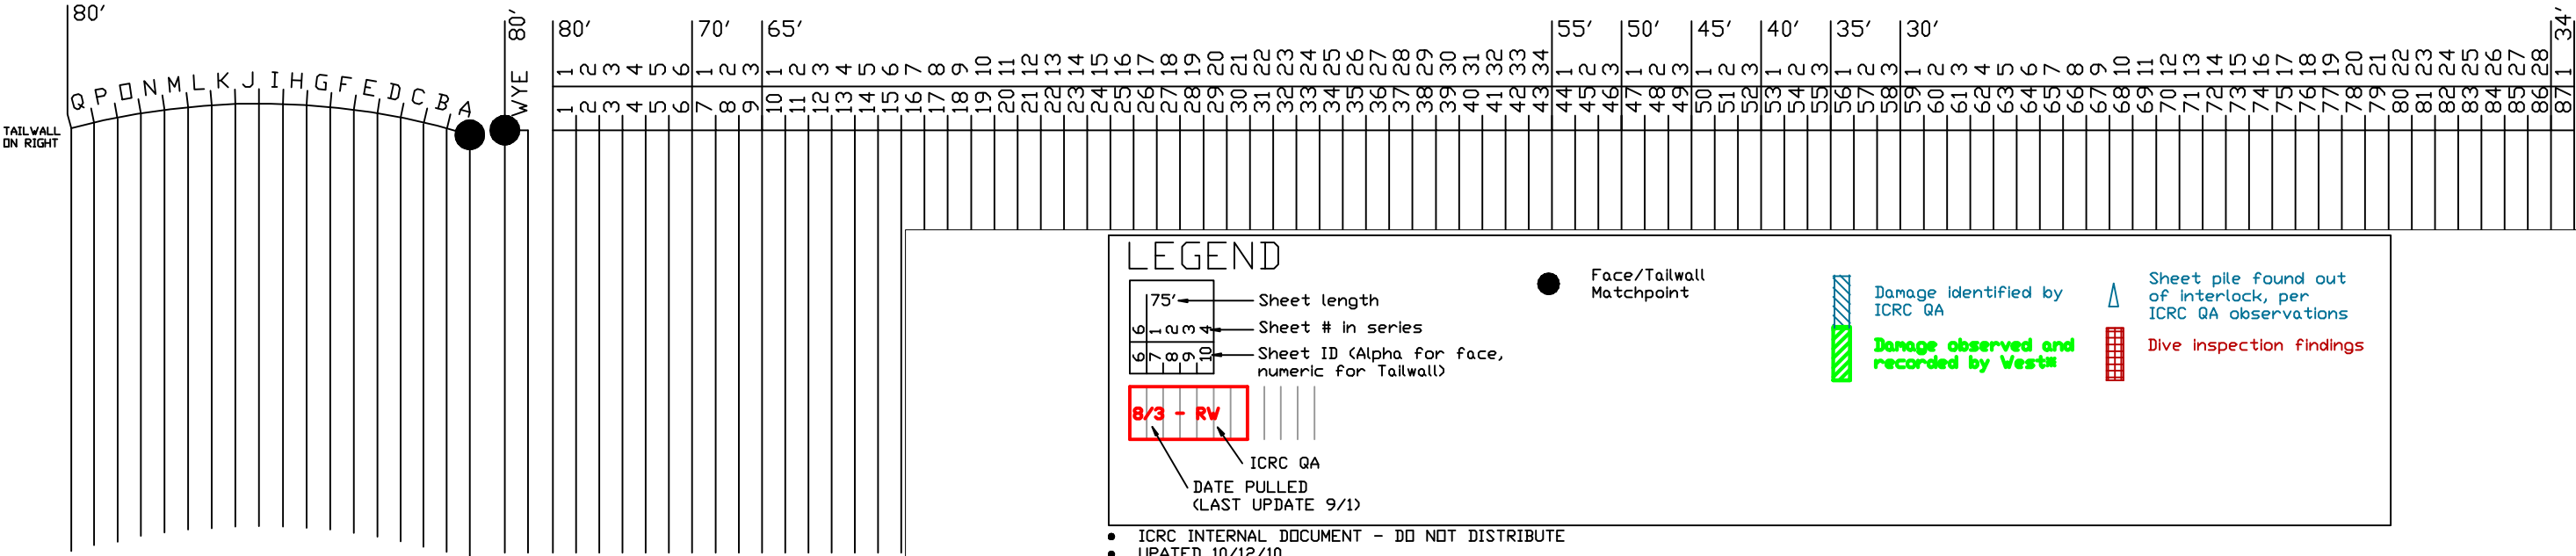 80' 80' 80' 70' 65' 55' 50' 45' 40' 35' 30' 34'
Q P O N M L K J I H G F E D C B A
WYE
1 2 3 4 5 6 1 2 3 1 2 3 4 5 6 7 8 9 10 11 12 13 14 15 16 17 18 19 20 21 22 23 24 25 26 27 28 29 30 31 32 33 34 1 2 3 1 2 3 1 2 3 1 2 3 1 2 3 1 2 3 4 5 6 7 8 9 10 11 12 13 14 15 16 17 18 19 20 21 22 23 24 25 26 27 28 1
1 2 3 4 5 6 7 8 9 10 11 12 13 14 15 16 17 18 19 20 21 22 23 24 25 26 27 28 29 30 31 32 33 34 35 36 37 38 39 40 41 42 43 44 45 46 47 48 49 50 51 52 53 54 55 56 57 58 59 60 61 62 63 64 65 66 67 68 69 70 71 72 73 74 75 76 77 78 79 80 81 82 83 84 85 86 87
TAILWALL
ON RIGHT
LEGEND
75'
Sheet length
6 1 2 3 4
Sheet # in series
6 7 8 9 10
Sheet ID (Alpha for face,
numeric for Tailwall)
8/3 - RW
ICRC QA
DATE PULLED
(LAST UPDATE 9/1)
Face/Tailwall
Matchpoint
Damage identified by
ICRC QA
Damage observed and
recorded by West*
Sheet pile found out
of interlock, per
ICRC QA observations
Dive inspection findings
• ICRC INTERNAL DOCUMENT - DO NOT DISTRIBUTE
• UPATED 10/12/10